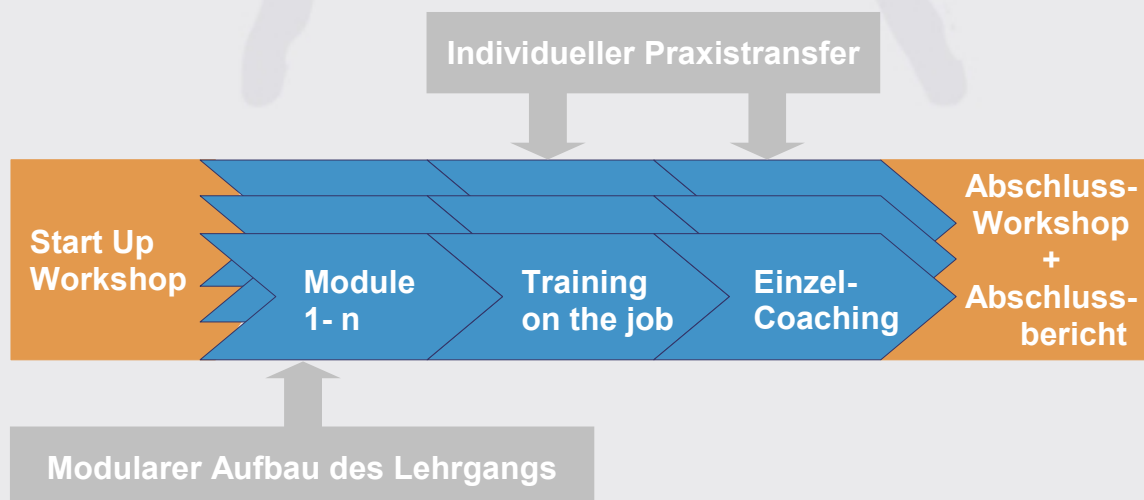 Individueller Praxistransfer
Start Up
Workshop
Module
1- n
Training
on the job
Einzel-
Coaching
Abschluss-
Workshop
+
Abschluss-
bericht
Modularer Aufbau des Lehrgangs